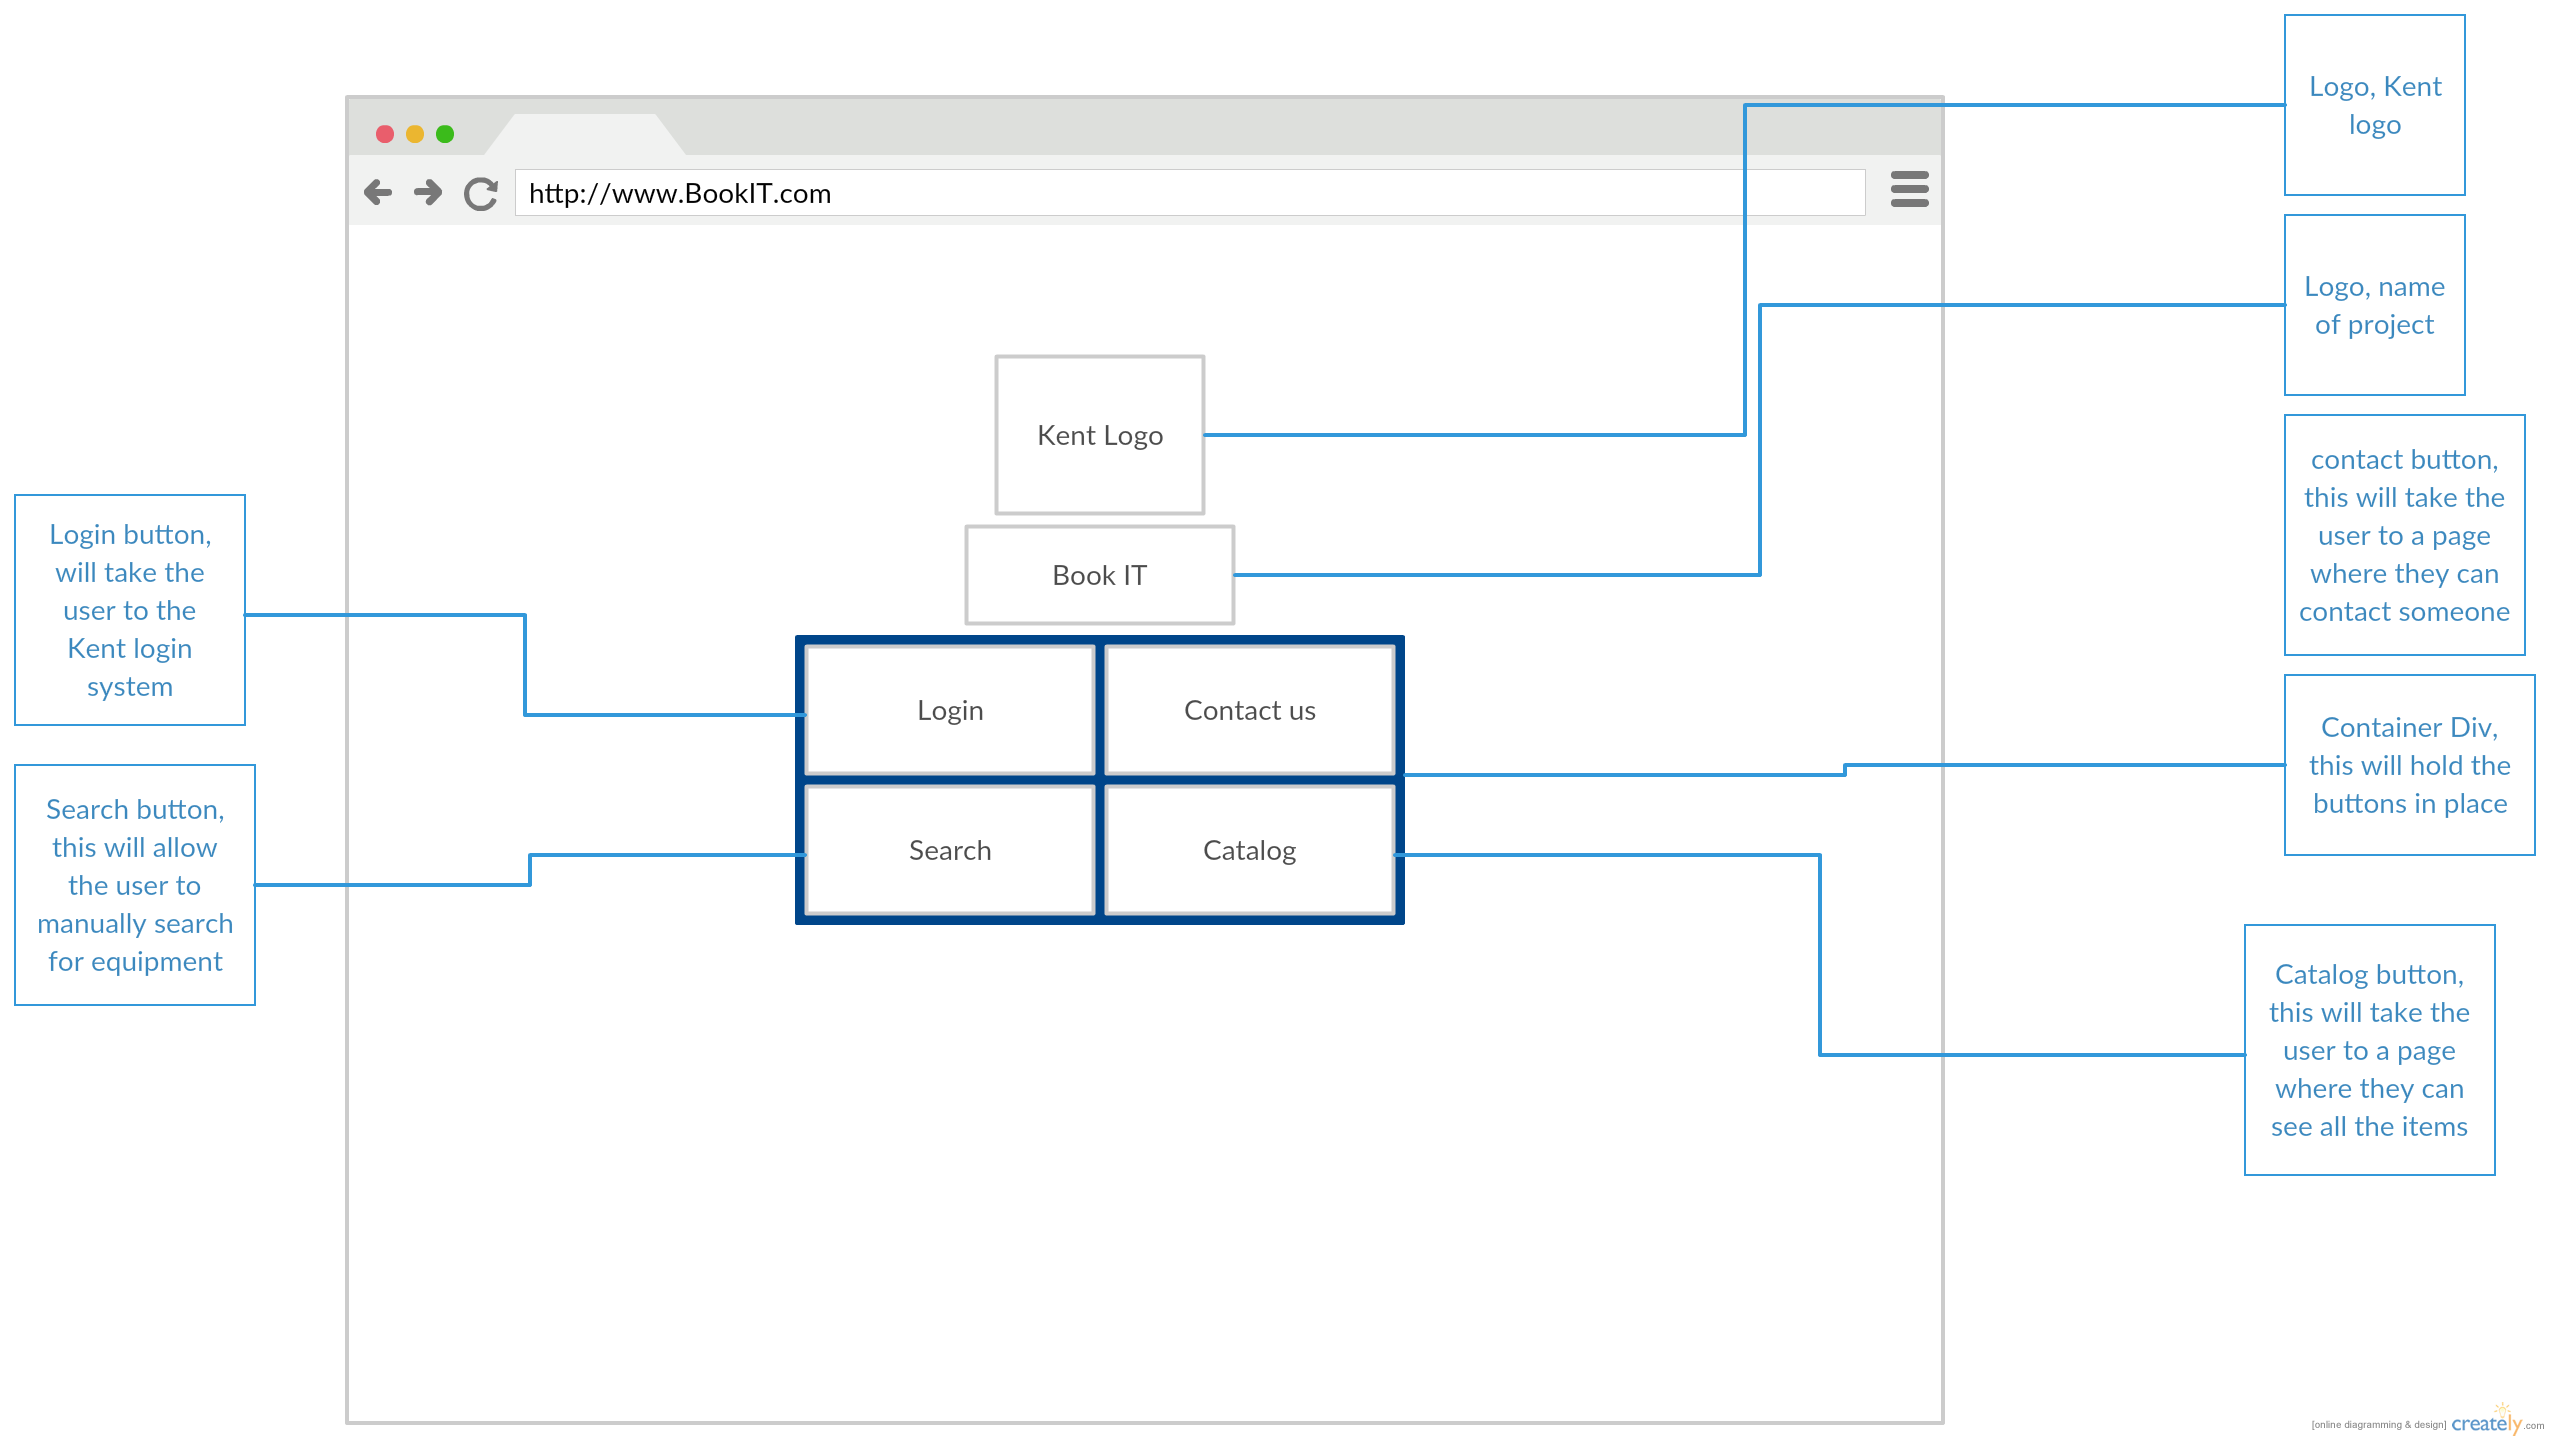 Logo, Kent
logo
http://www.BookIT.com
Logo, name
of project
Kent Logo
contact button,
this will take the
user to a page
where they can
contact someone
Book IT
Login button,
will take the
user to the
Kent login
system
Login
Contact us
Container Div,
this will hold the
buttons in place
Search button,
this will allow
the user to
manually search
for equipment
Search
Catalog
Catalog button,
this will take the
user to a page
where they can
see all the items
[online diagramming & design] creately.com